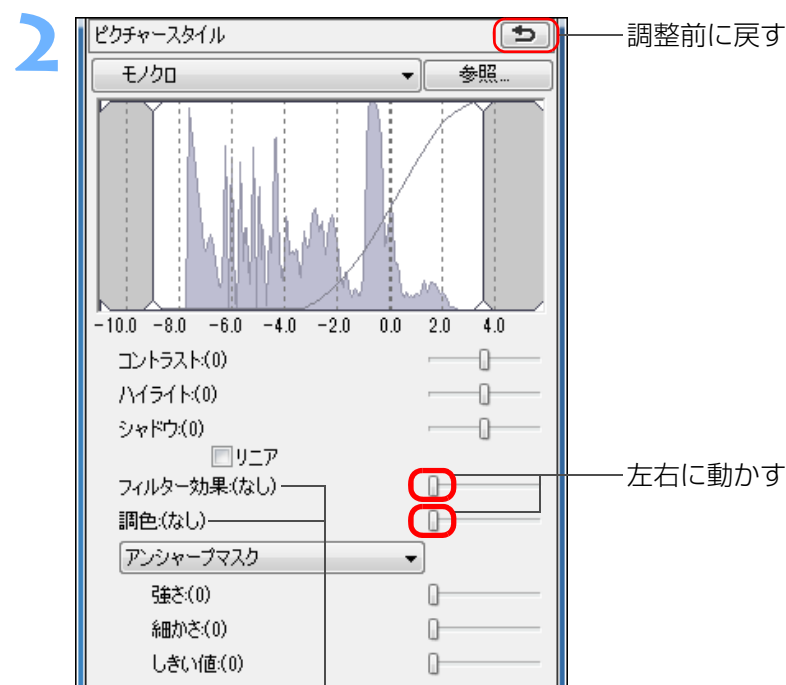 2
ピクチャースタイル
調整前に戻す
モノクロ 参照...
-10.0 -8.0 -6.0 -4.0 -2.0 0.0 2.0 4.0
コントラスト:(0)
ハイライト:(0)
シャドウ:(0)
リニア
フィルター効果:(なし)
左右に動かす
調色:(なし)
アンシャープマスク
強さ:(0)
細かさ:(0)
しきい値:(0)